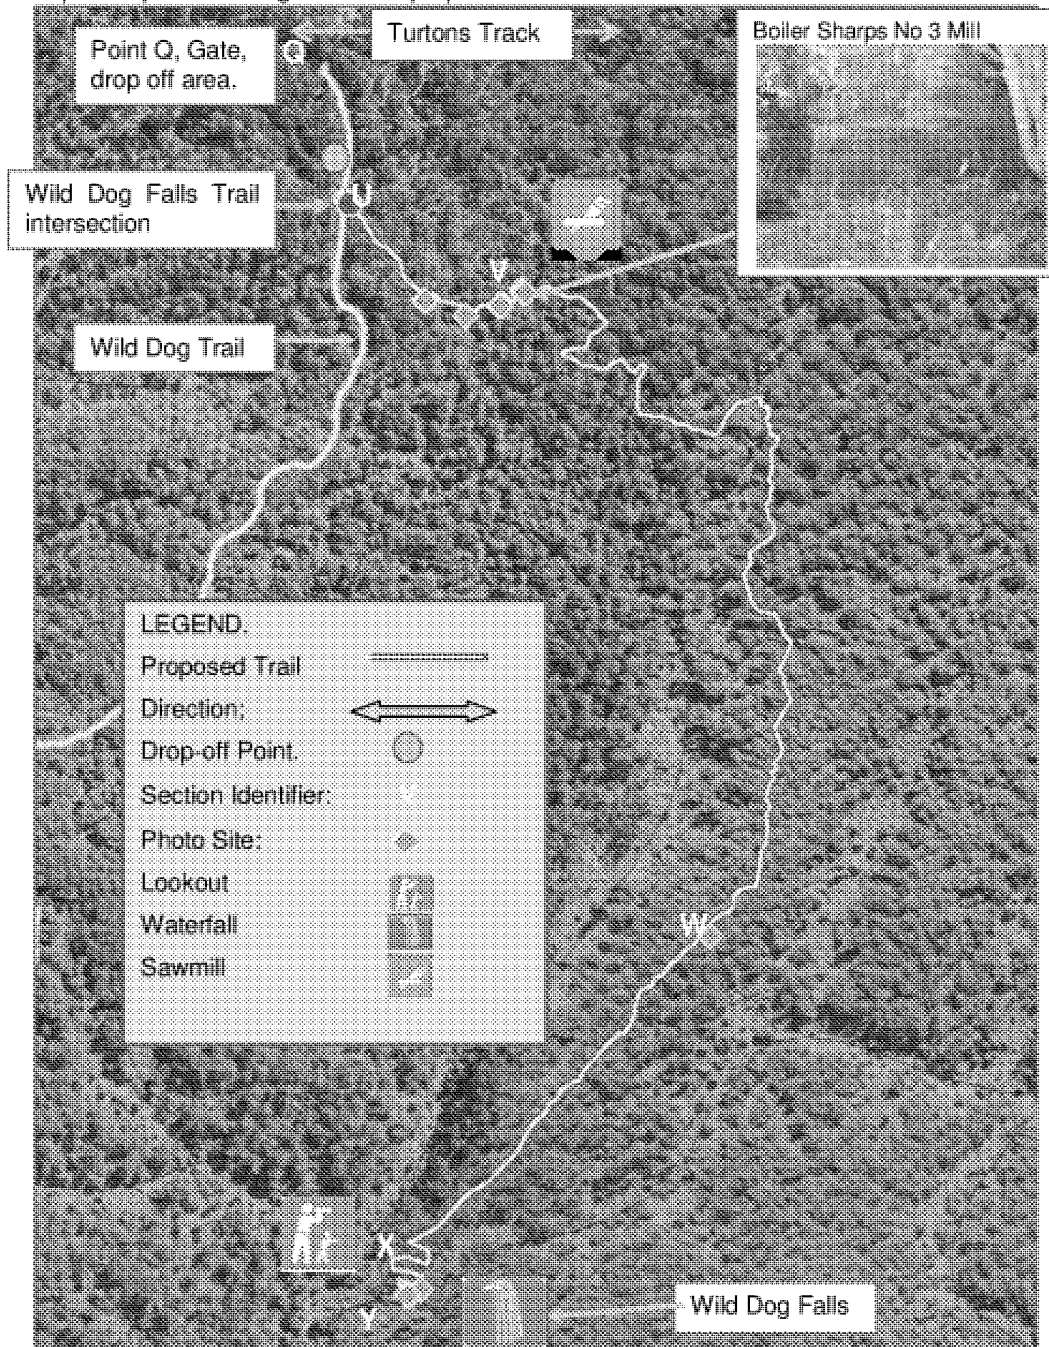 Turtons Track
Boiler Sharps No 3 Mill
Point Q, Gate,
drop off area.
Q
Wild Dog Falls Trail
intersection
U
V
Wild Dog Trail
LEGEND.
Proposed Trail
Direction;
Drop-off Point.
Section Identifier:
Photo Site:
Lookout
Waterfall
Sawmill
W
X
Y
Wild Dog Falls